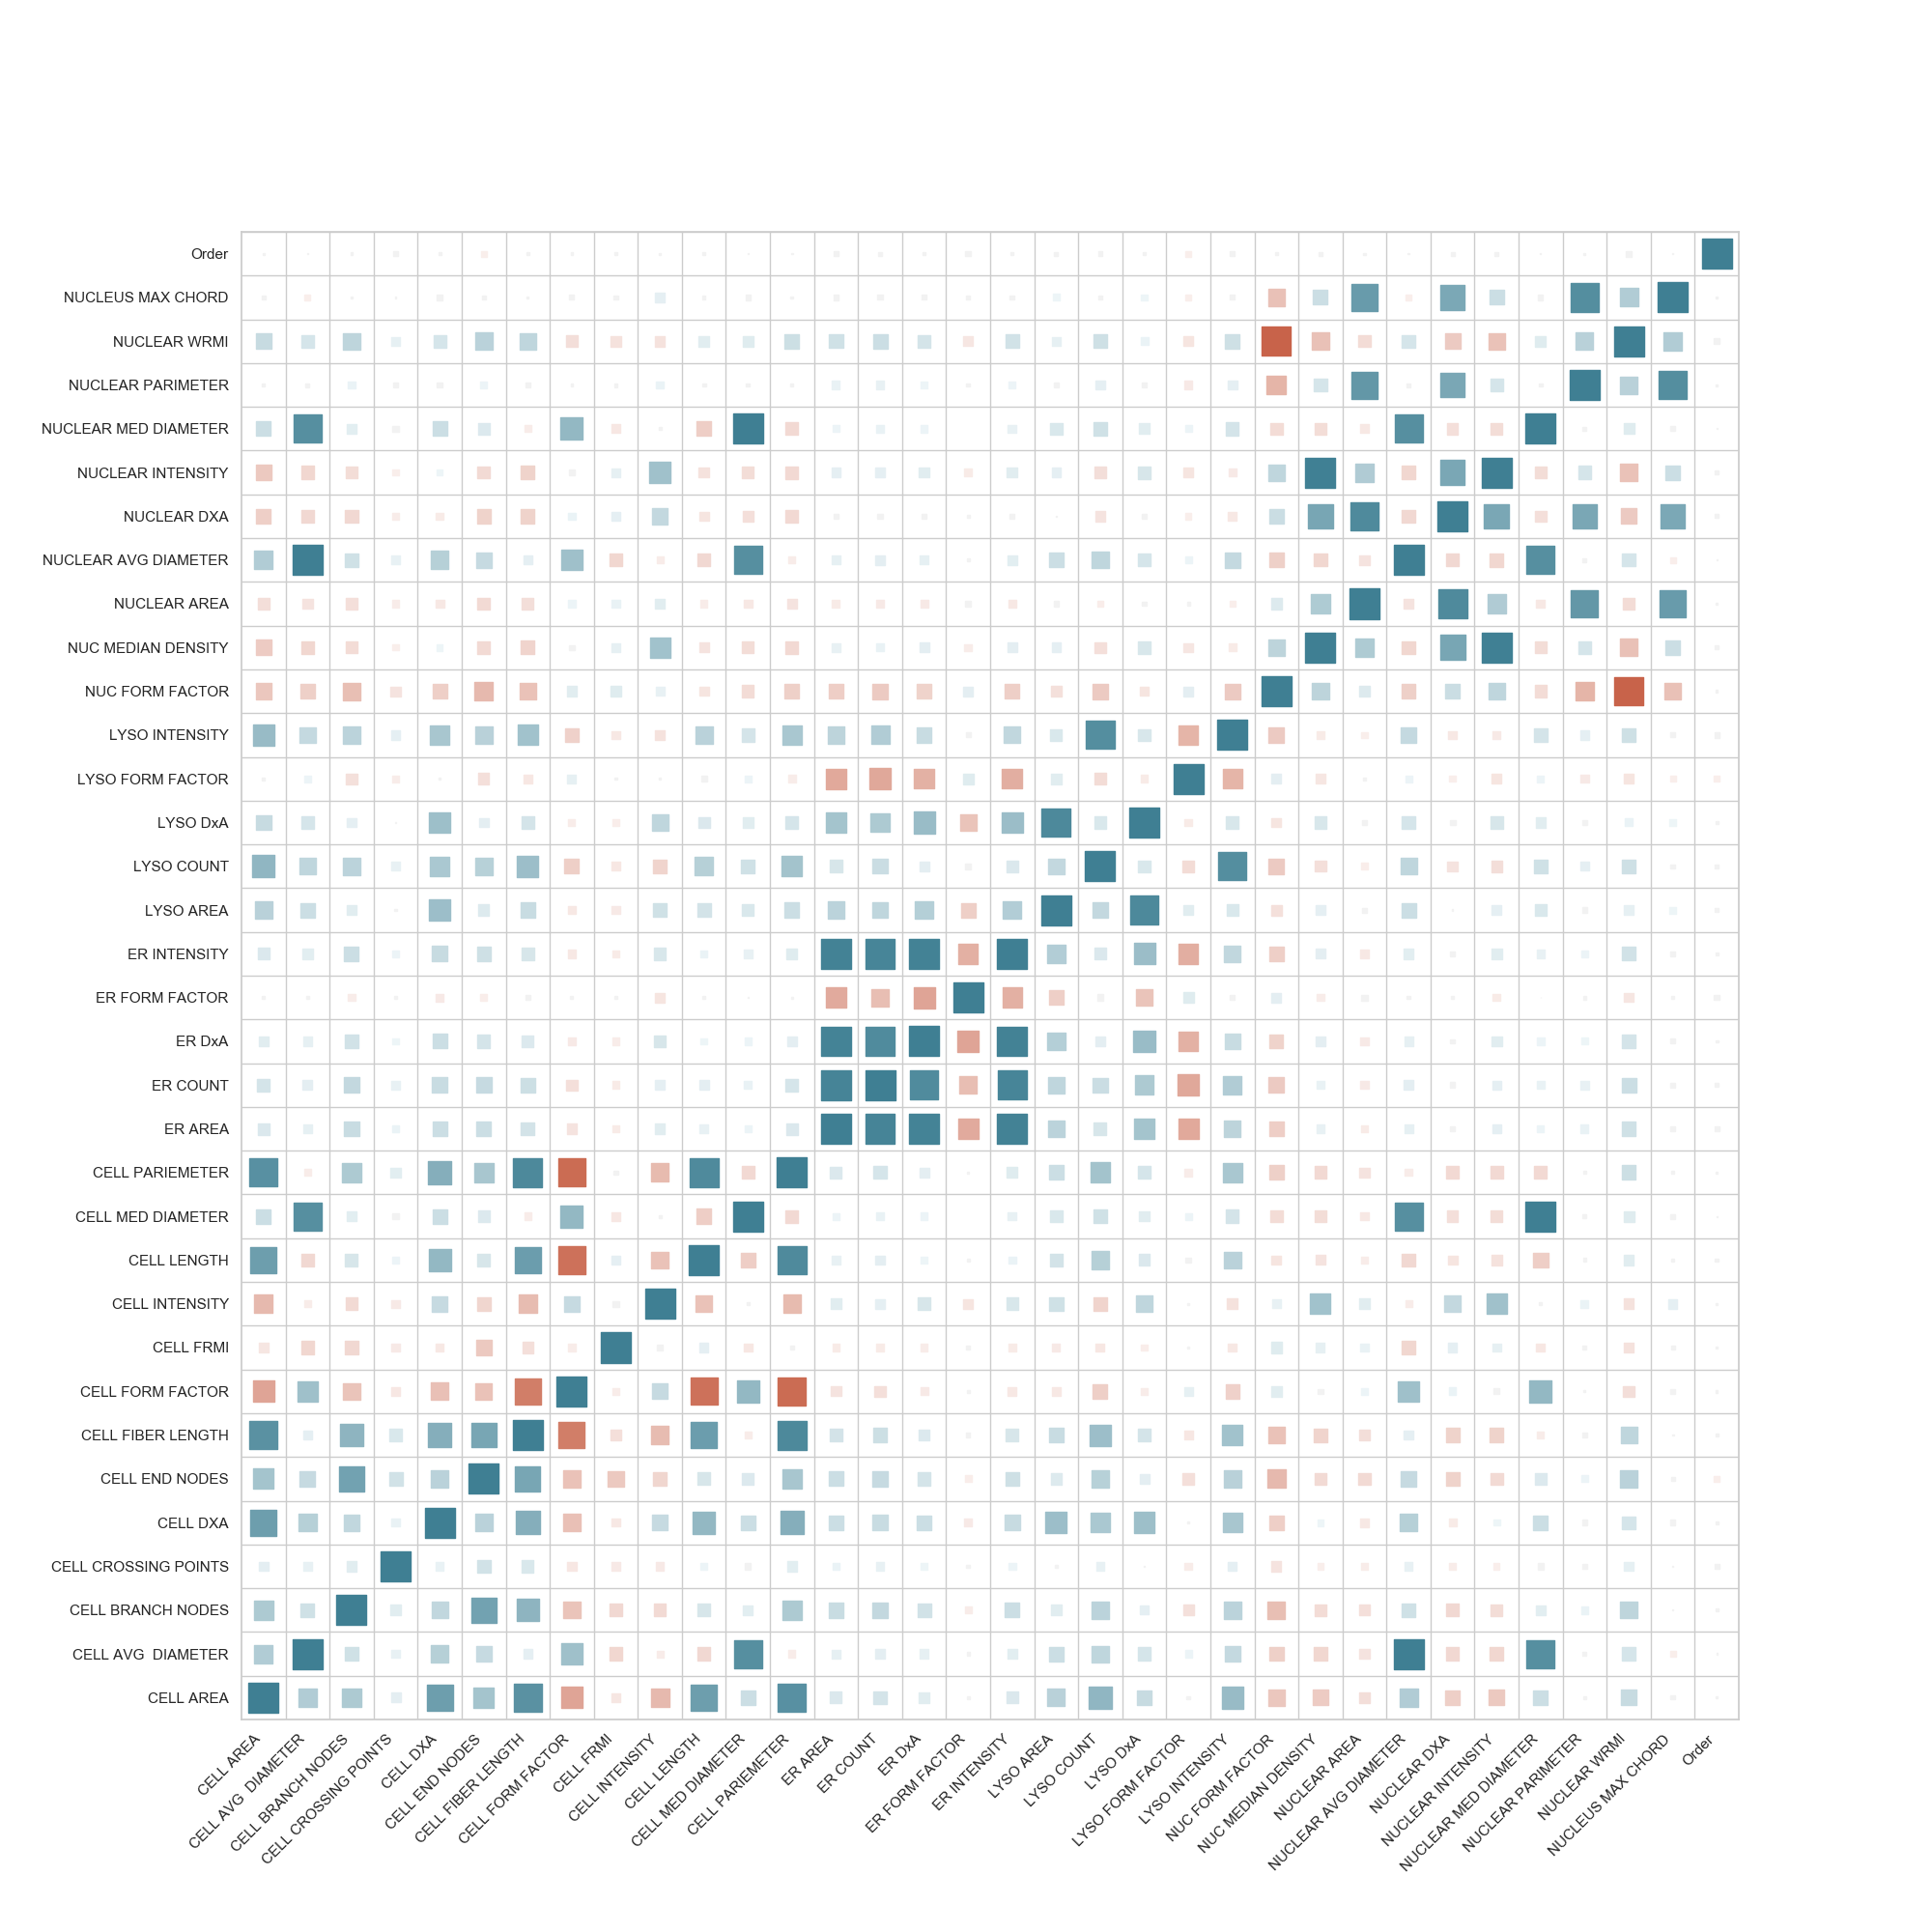 Order
NUCLEUS MAX CHORD
NUCLEAR WRMI
NUCLEAR PARIMETER
NUCLEAR MED DIAMETER
NUCLEAR INTENSITY
NUCLEAR DXA
NUCLEAR AVG DIAMETER
NUCLEAR AREA
NUC MEDIAN DENSITY
NUC FORM FACTOR
LYSO INTENSITY
LYSO FORM FACTOR
LYSO DxA
LYSO COUNT
LYSO AREA
ER INTENSITY
ER FORM FACTOR
ER DxA
ER COUNT
ER AREA
CELL PARIEMETER
CELL MED DIAMETER
CELL LENGTH
CELL INTENSITY
CELL FRMI
CELL FORM FACTOR
CELL FIBER LENGTH
CELL END NODES
CELL DXA
CELL CROSSING POINTS
CELL BRANCH NODES
CELL AVG  DIAMETER
CELL AREA
CELL AREA
CELL AVG  DIAMETER
CELL BRANCH NODES
CELL CROSSING POINTS
CELL DXA
CELL END NODES
CELL FIBER LENGTH
CELL FORM FACTOR
CELL FRMI
CELL INTENSITY
CELL LENGTH
CELL MED DIAMETER
CELL PARIEMETER
ER AREA
ER COUNT
ER DxA
ER FORM FACTOR
ER INTENSITY
LYSO AREA
LYSO COUNT
LYSO DxA
LYSO FORM FACTOR
LYSO INTENSITY
NUC FORM FACTOR
NUC MEDIAN DENSITY
NUCLEAR AREA
NUCLEAR AVG DIAMETER
NUCLEAR DXA
NUCLEAR INTENSITY
NUCLEAR MED DIAMETER
NUCLEAR PARIMETER
NUCLEAR WRMI
NUCLEUS MAX CHORD
Order